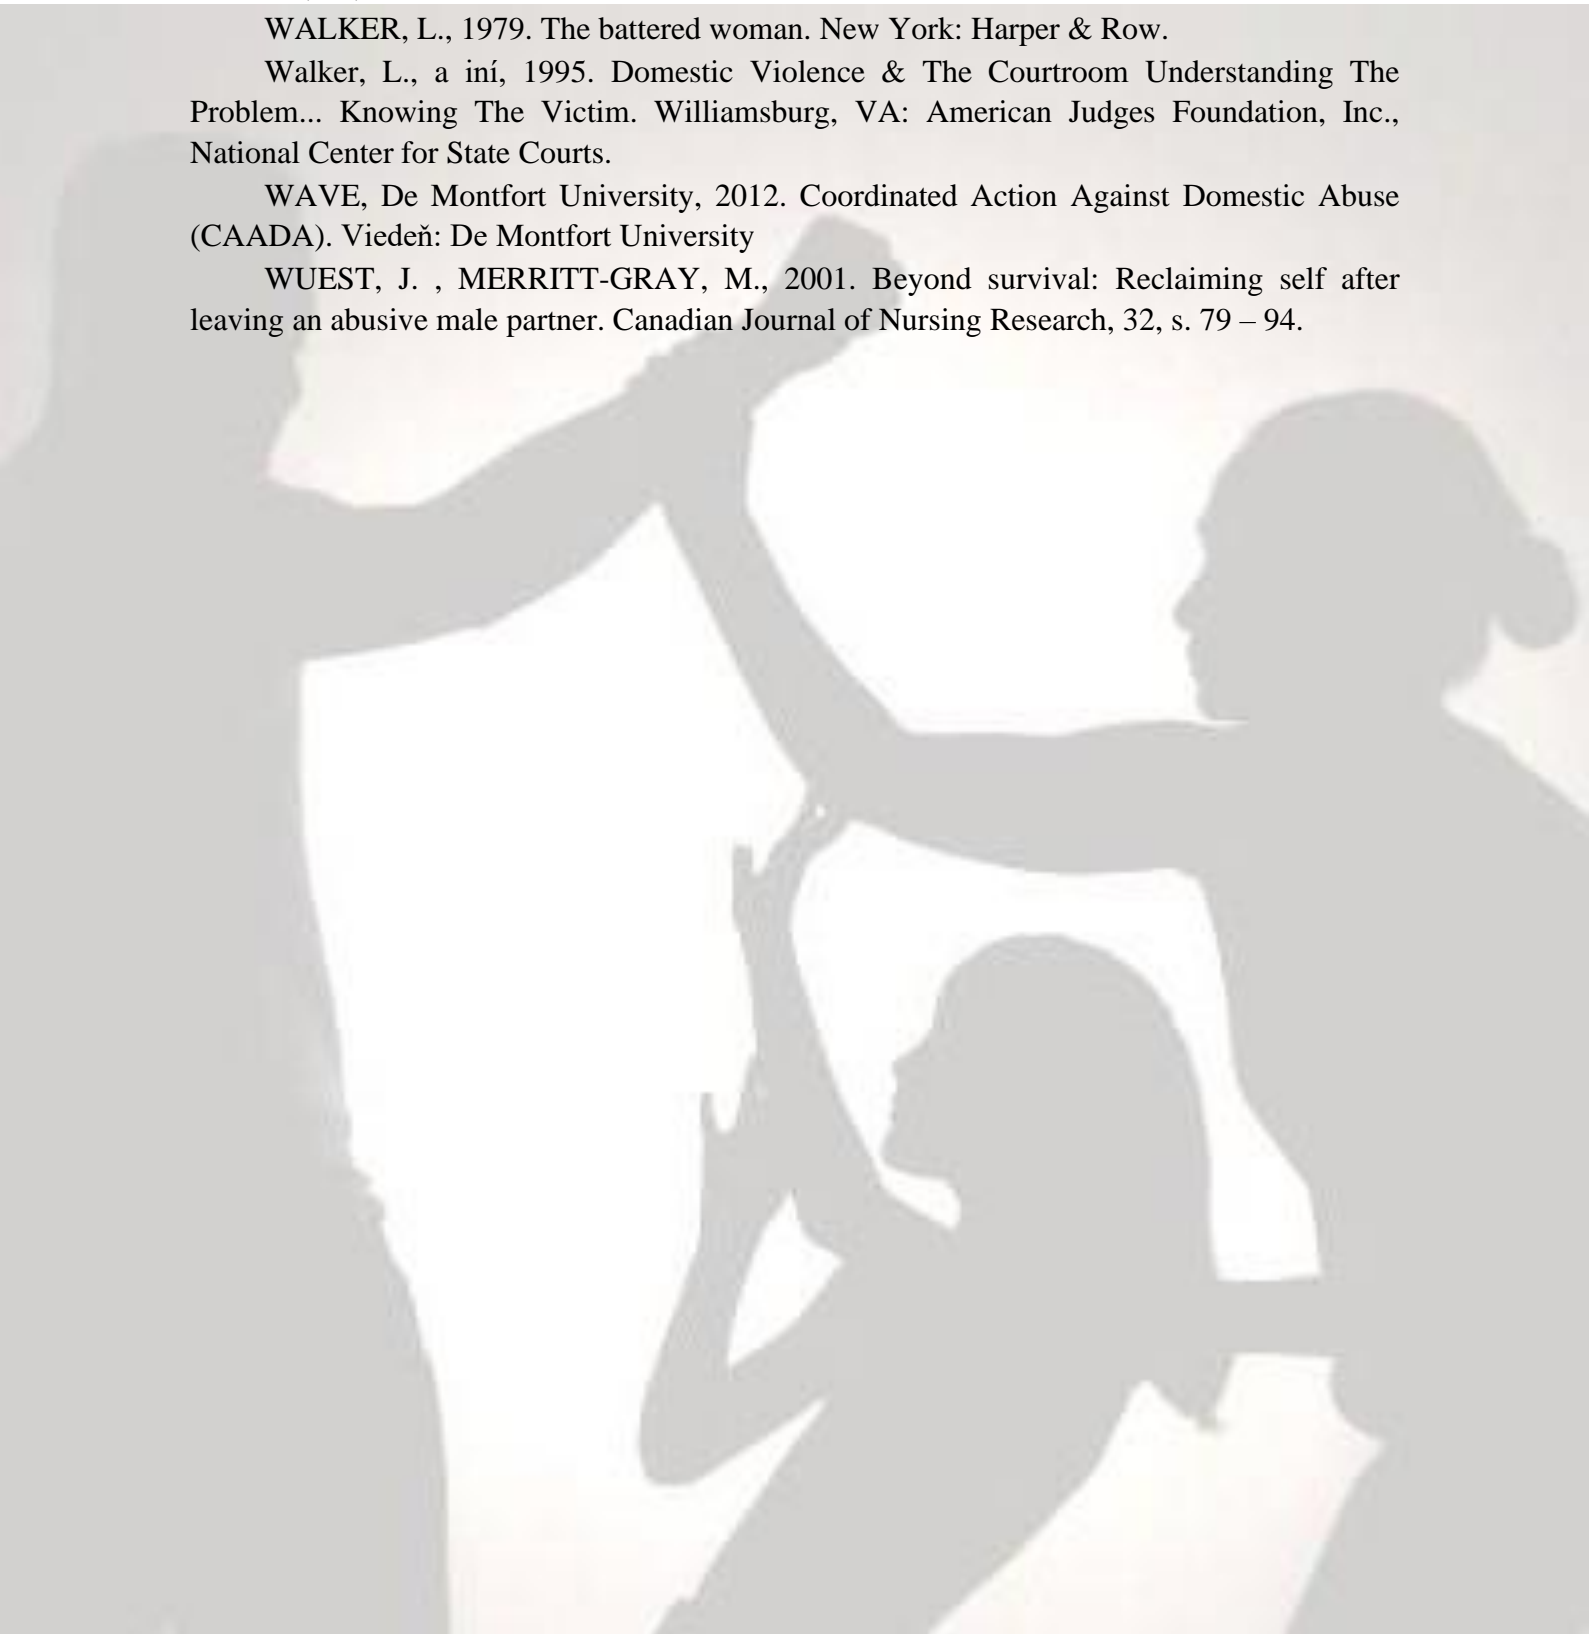 WALKER, L., 1979. The battered woman. New York: Harper & Row.
Walker, L., a iní, 1995. Domestic Violence & The Courtroom Understanding The
Problem... Knowing The Victim. Williamsburg, VA: American Judges Foundation, Inc.,
National Center for State Courts.
WAVE, De Montfort University, 2012. Coordinated Action Against Domestic Abuse
(CAADA). Viedeň: De Montfort University
WUEST, J. , MERRITT-GRAY, M., 2001. Beyond survival: Reclaiming self after
leaving an abusive male partner. Canadian Journal of Nursing Research, 32, s. 79 – 94.